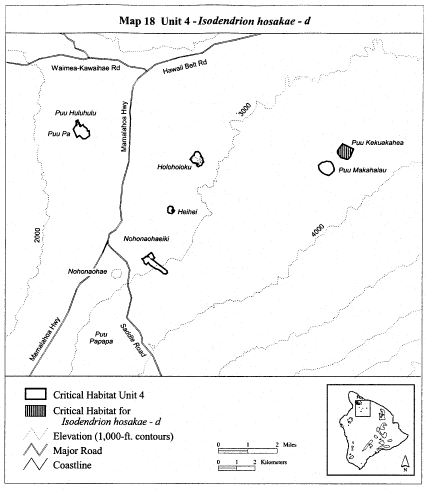 Map 18 Unit 4 - Isodendrion hosakae - d
Waimea-Kawaihae Rd
Hawaii Belt Rd
Mamalahoa Hwy
3000
Puu Huluhulu
Puu Pa
Holoholoku
Puu Kekuakahea
Puu Makahalau
Heihei
2000
4000
Nohonaohaeiki
Nohonaohae
Mamalahoa Hwy
Puu
Papapa
Saddle Road
Critical Habitat Unit 4
Critical Habitat for
Isodendrion hosakae - d
Elevation (1,000-ft. contours)
Major Road
Coastline
0 1 2 Miles
0 1 2 Kilometers